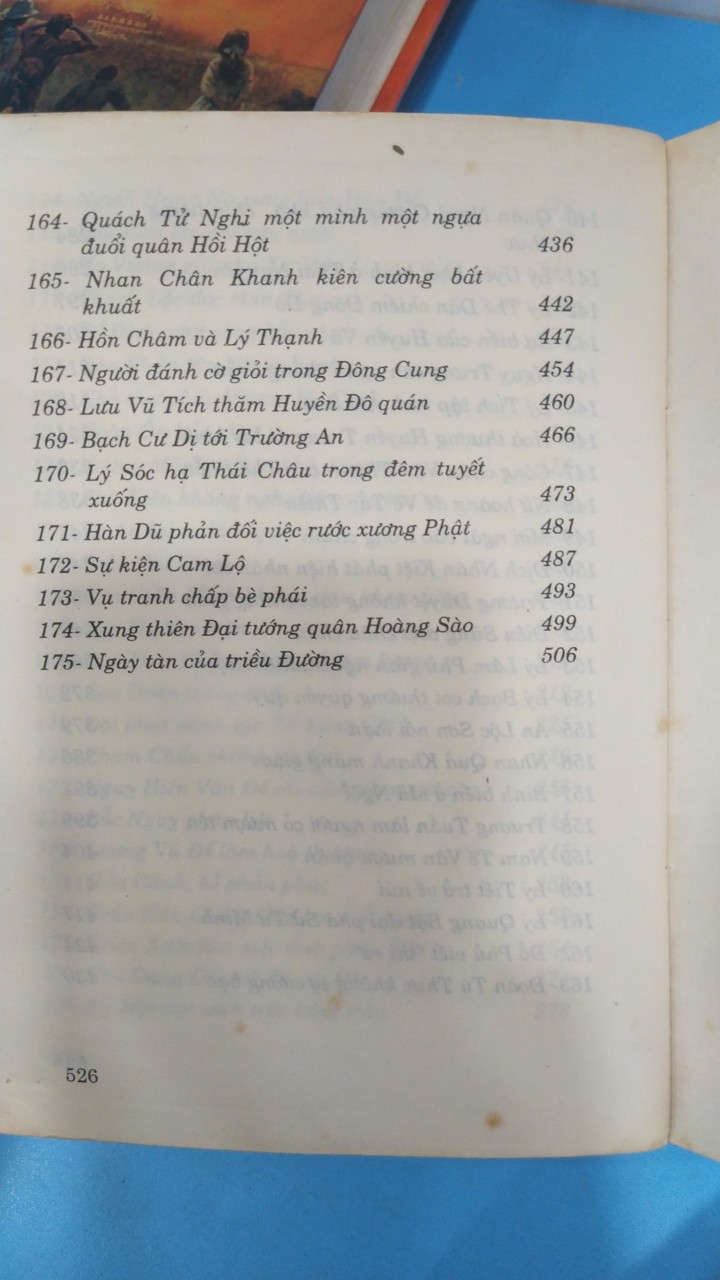 164- Quách Tử Nghi một mình một ngựa
đuổi quân Hồi Hột 436
165- Nhan Chân Khanh kiên cường bất
khuất 442
166- Hồn Châm và Lý Thạnh 447
167- Người đánh cờ giỏi trong Đông Cung 454
168- Lưu Vũ Tích thăm Huyền Đô quán 460
169- Bạch Cư Dị tới Trường An 466
170- Lý Sóc hạ Thái Châu trong đêm tuyết
xuống 473
171- Hàn Dũ phản đối việc rước xương Phật 481
172- Sự kiện Cam Lộ 487
173- Vụ tranh chấp bè phái 493
174- Xung thiên Đại tướng quân Hoàng Sào 499
175- Ngày tàn của triều Đường 506
526